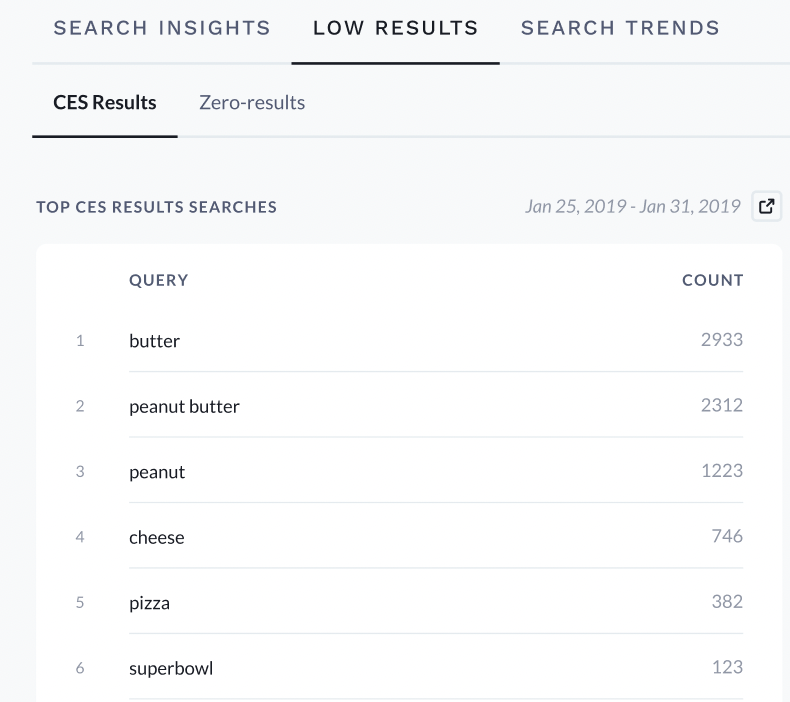 SEARCH INSIGHTS LOW RESULTS SEARCH TRENDS
CES Results Zero-results
TOP CES RESULTS SEARCHES Jan 25, 2019 - Jan 31, 2019
QUERY COUNT
1 butter 2933
2 peanut butter 2312
3 peanut 1223
4 cheese 746
5 pizza 382
6 superbowl 123